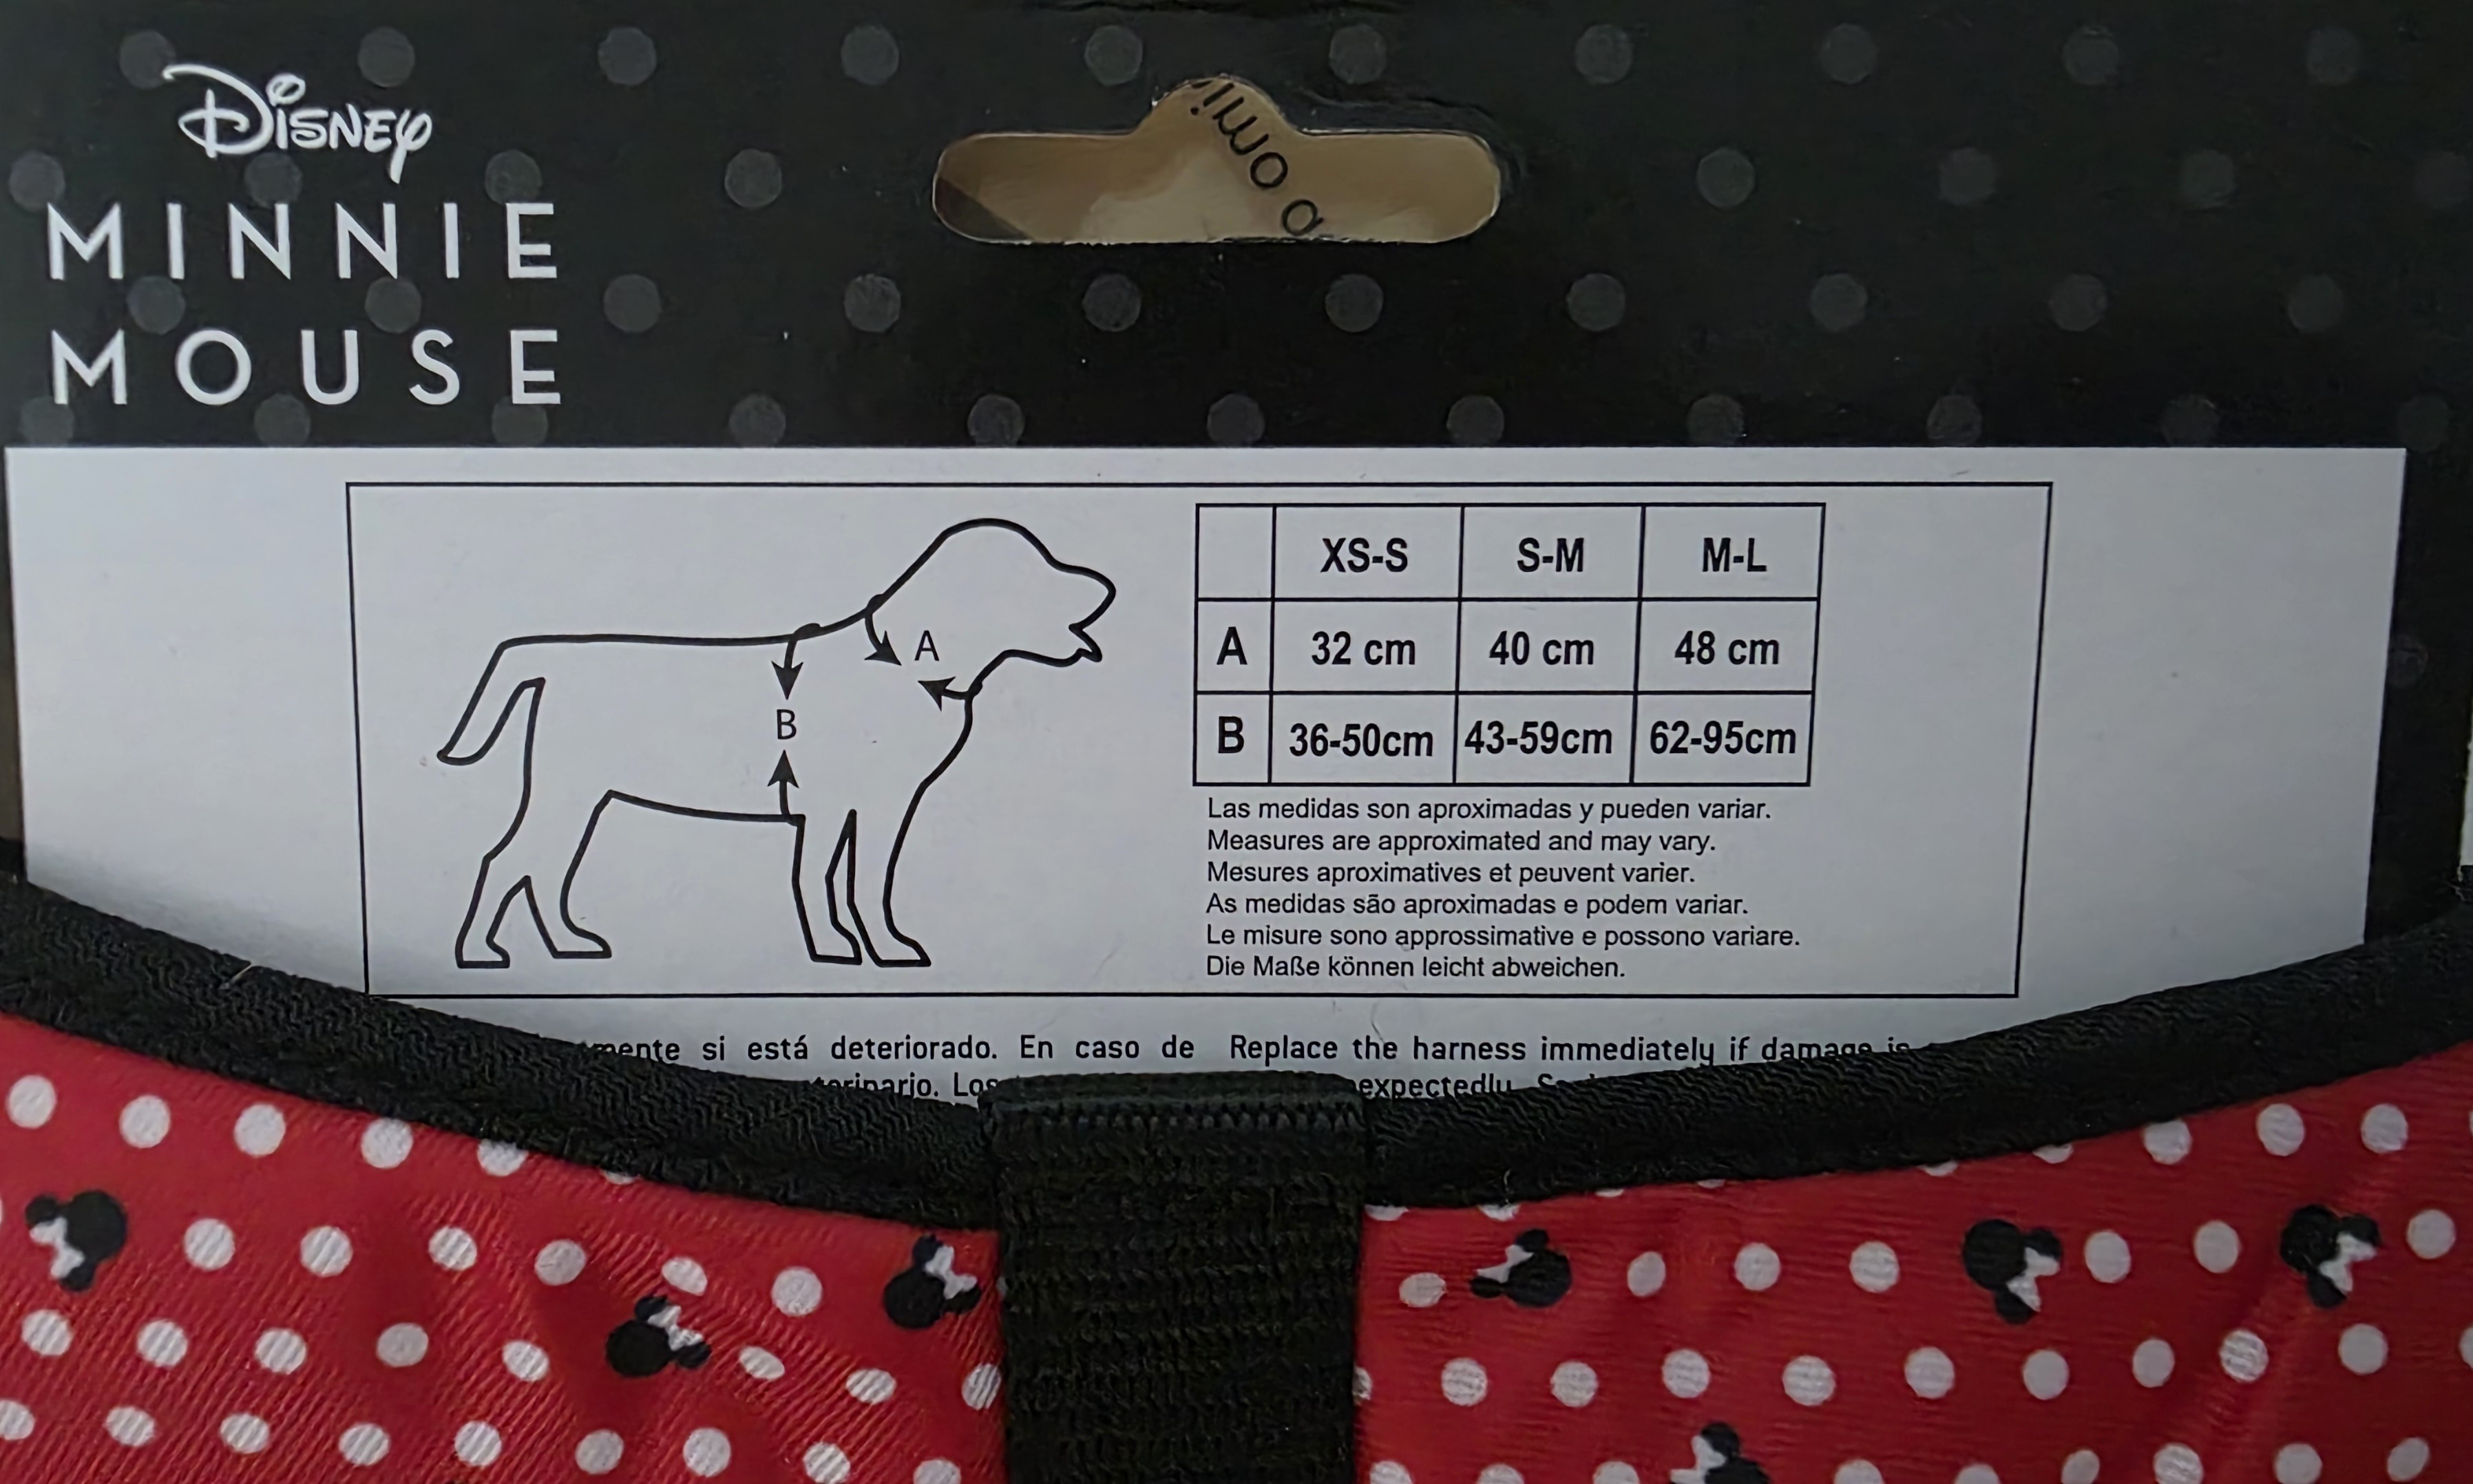 Disney
MINNIE
MOUSE
A
B
XS-S S-M M-L
A 32 cm 40 cm 48 cm
B 36-50cm 43-59cm 62-95cm
Las medidas son aproximadas y pueden variar.
Measures are approximated and may vary.
Mesures aproximatives et peuvent varier.
As medidas são aproximadas e podem variar.
Le misure sono approssimative e possono variare.
Die Maße können leicht abweichen.
si está deteriorado. En caso de
Los
Replace the harness immediately if damage is